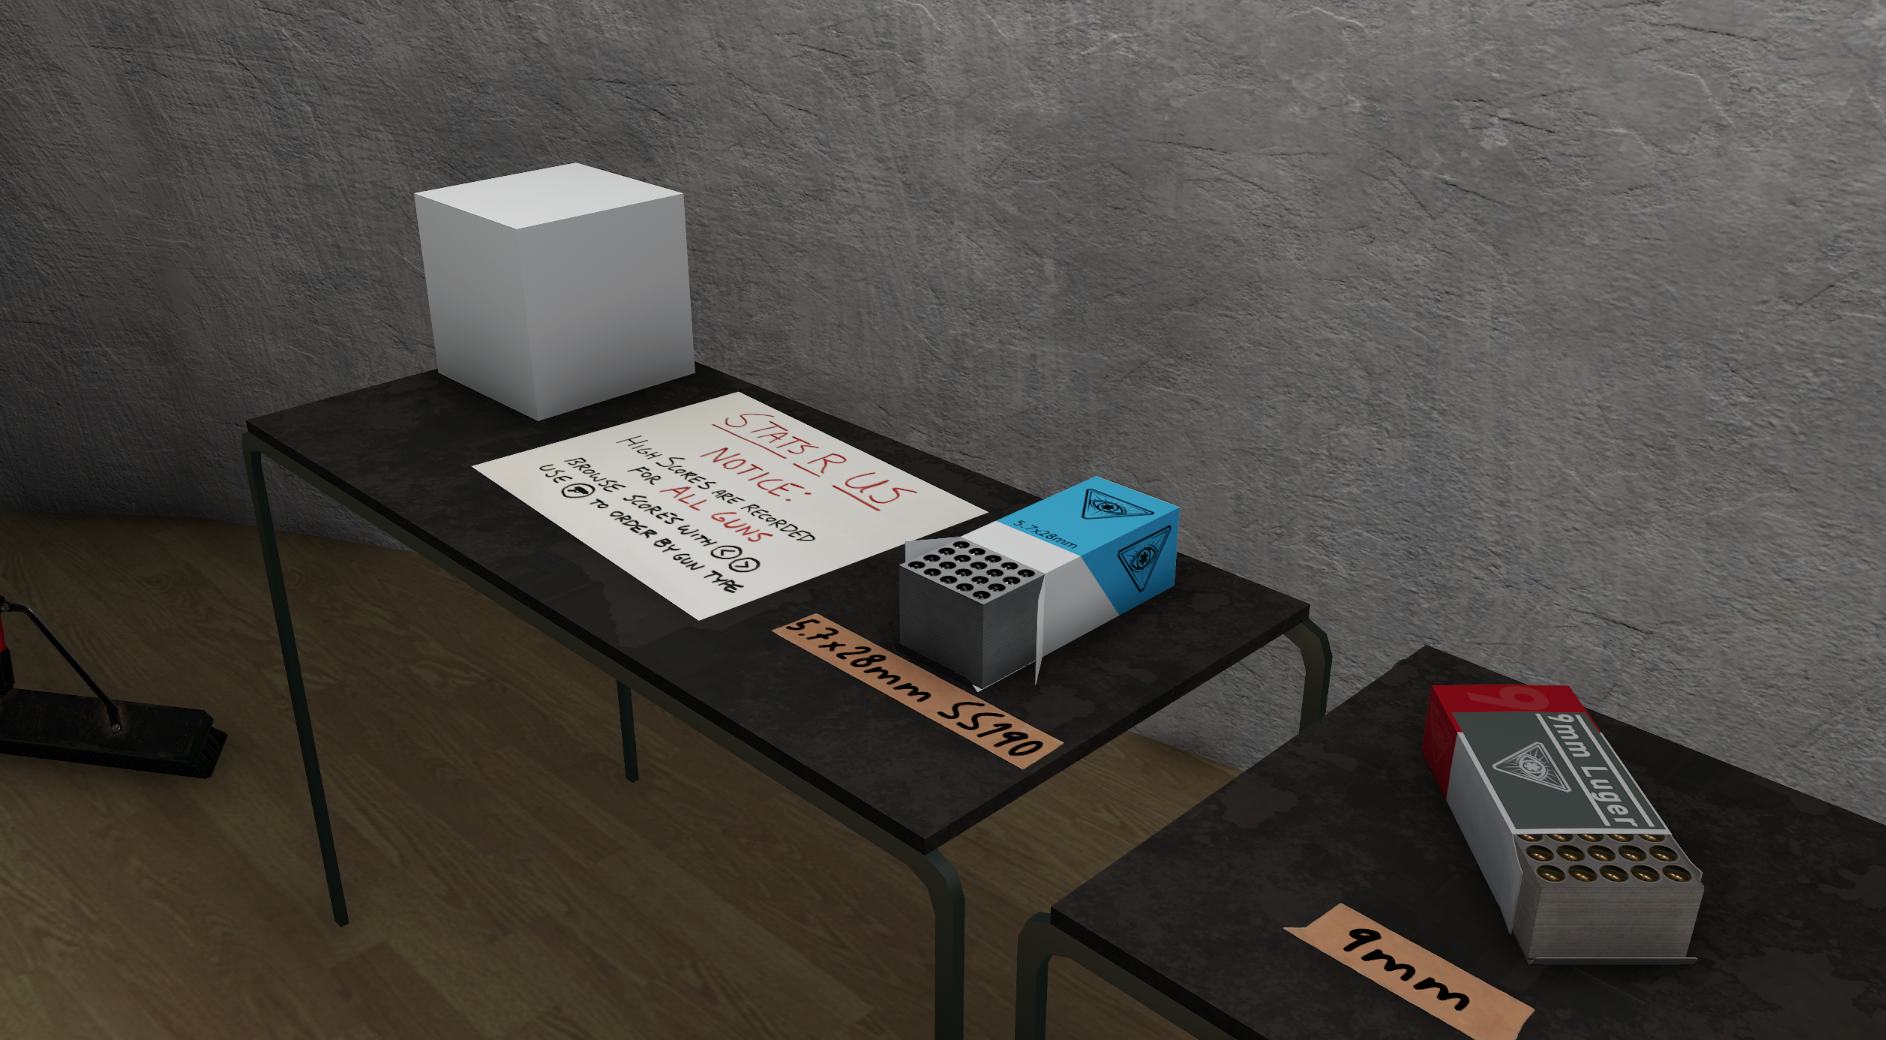 STATS R US
NOTICE:
HIGH SCORES ARE RECORDED
FOR ALL GUNS
BROWSE SCORES WITH < >
USE TO ORDER BY GUN TYPE
5.7x28mm
5.7x28mm SS190
9
9mm Luger
9mm